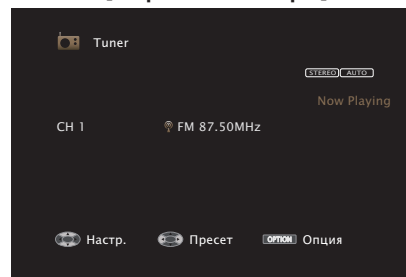 Tuner
STEREO AUTO
Now Playing
CH 1 FM 87.50MHz
Настр. Пресет OPTION Опция